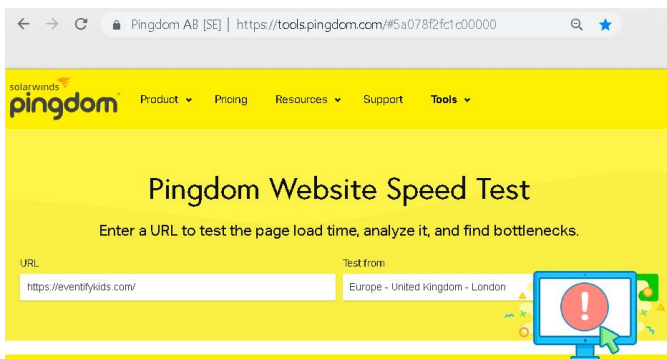 Pingdom AB [SE] | https://tools.pingdom.com/#5a078f2fc1c00000
solarwinds
pingdom
Product Pricing Resources Support Tools
Pingdom Website Speed Test
Enter a URL to test the page load time, analyze it, and find bottlenecks.
URL Test from
https://eventifykids.com/ Europe - United Kingdom - London
!